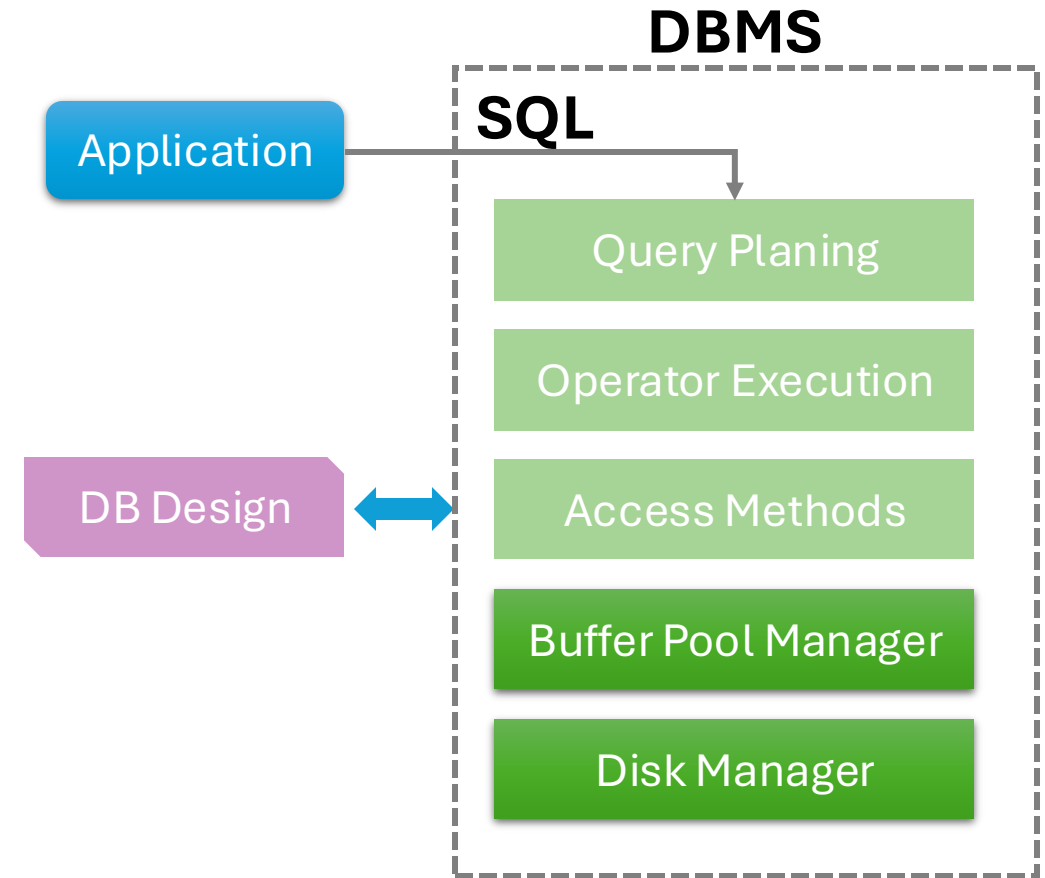 DBMS
SQL
Application
Query Planing
Operator Execution
DB Design
Access Methods
Buffer Pool Manager
Disk Manager